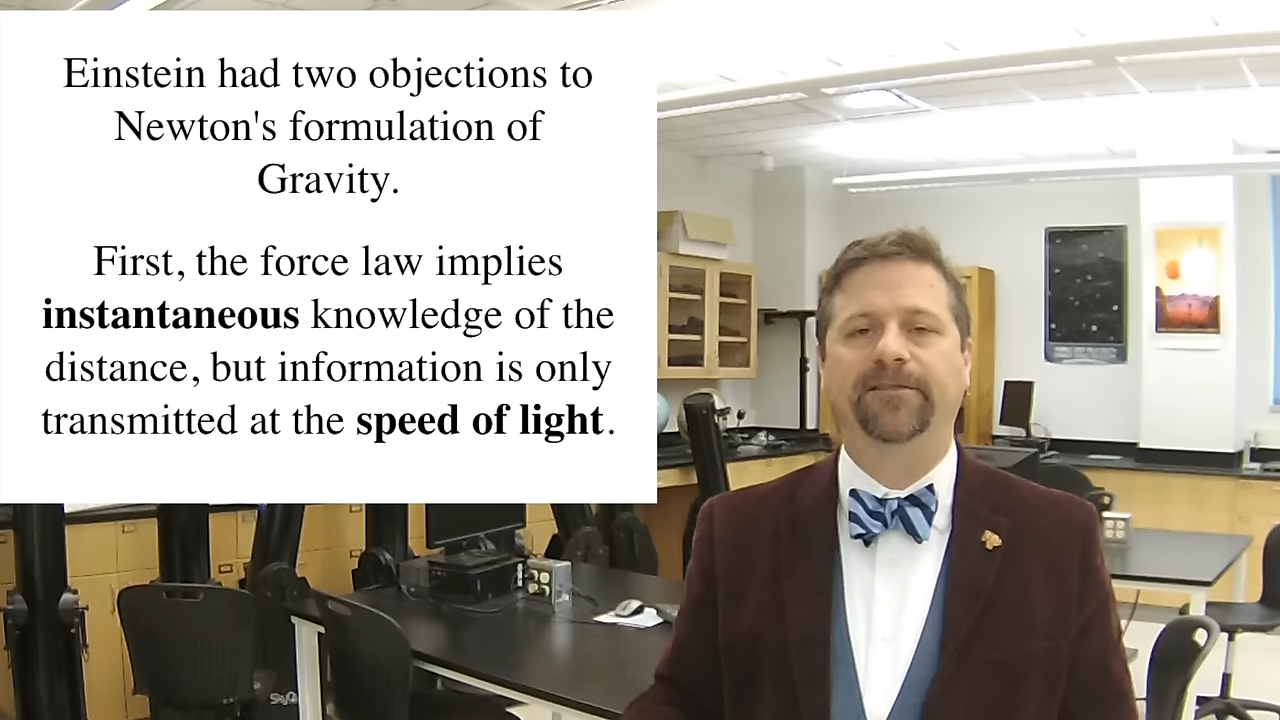 Einstein had two objections to
Newton's formulation of
Gravity.
First, the force law implies
instantaneous knowledge of the
distance, but information is only
transmitted at the speed of light.